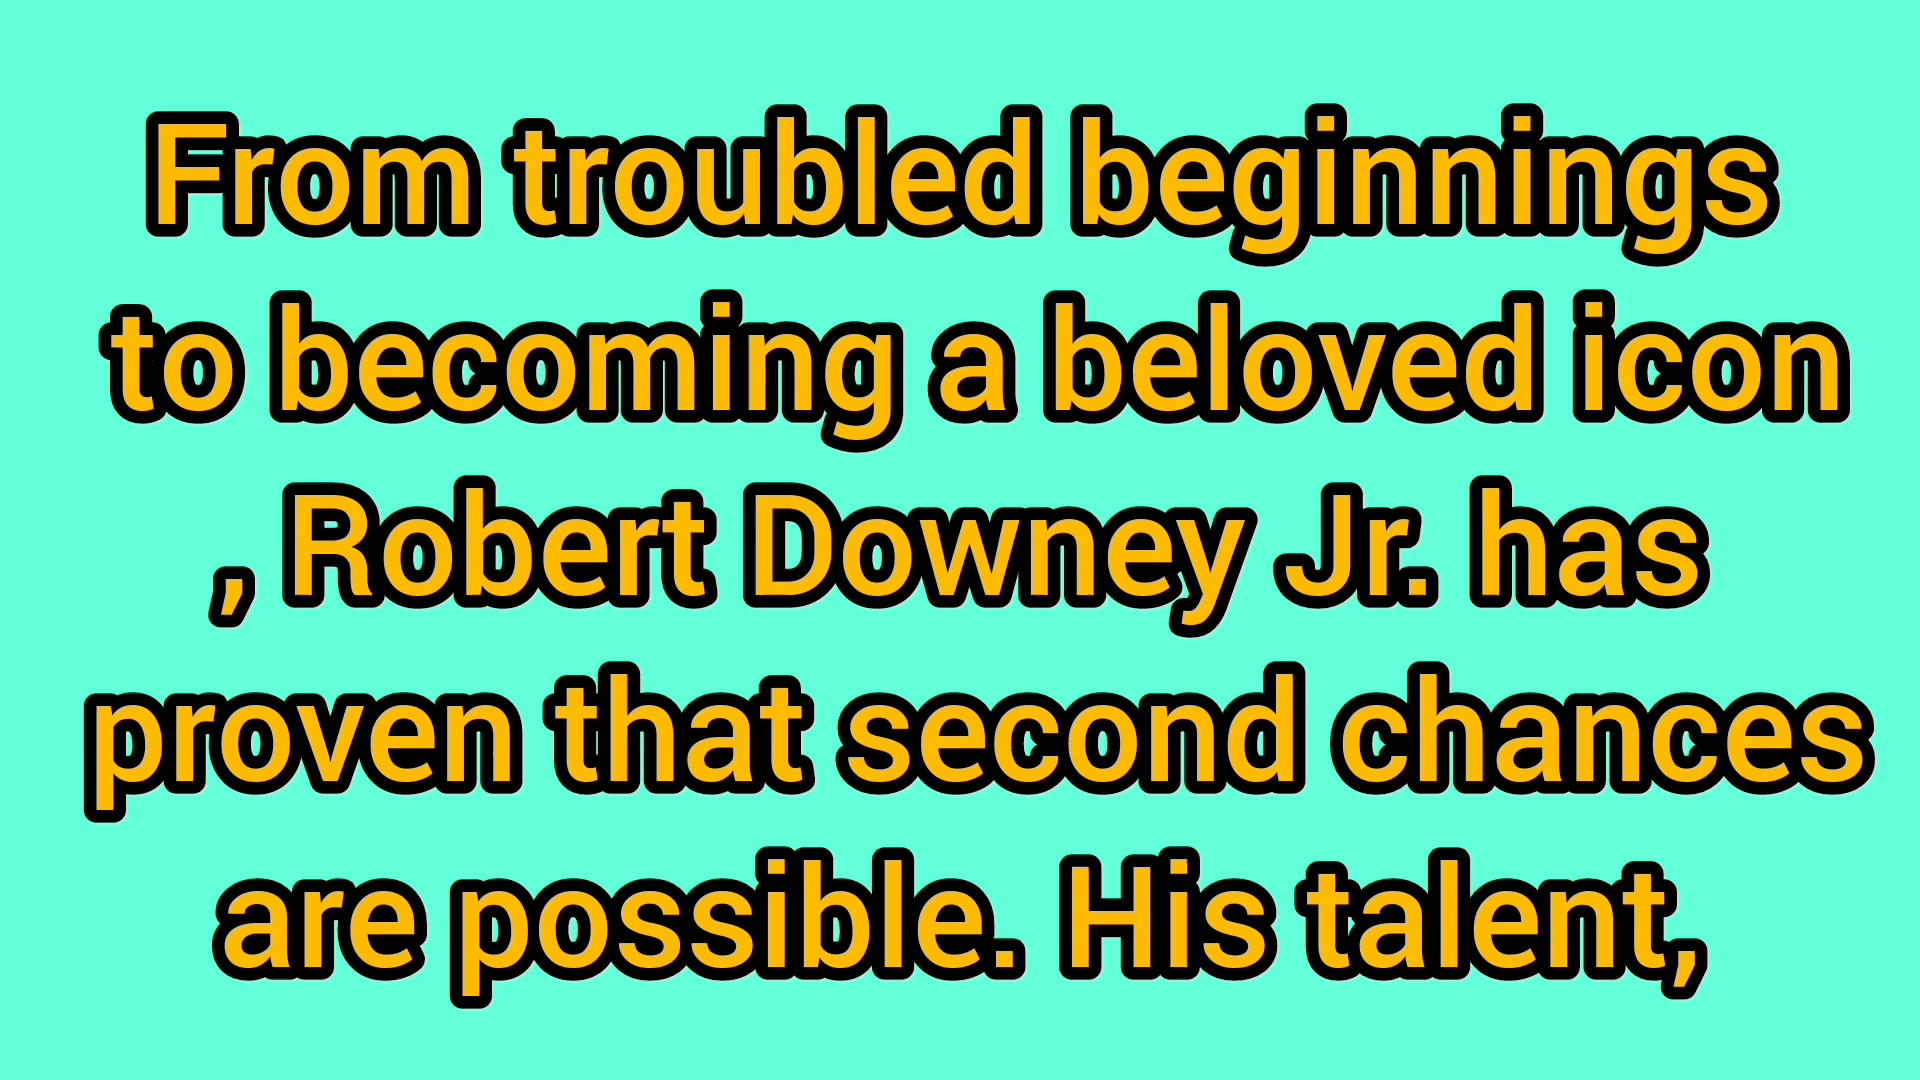 From troubled beginnings
to becoming a beloved icon
, Robert Downey Jr. has
proven that second chances
are possible. His talent,